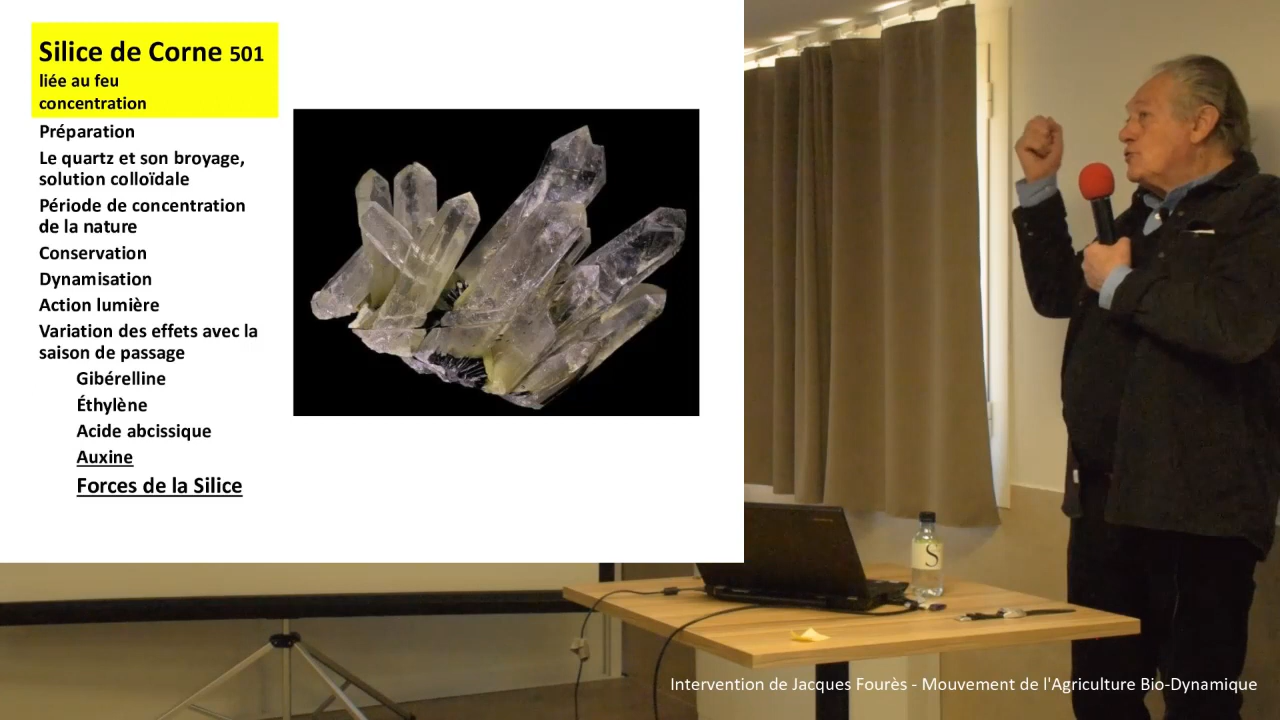 Silice de Corne 501
liée au feu
concentration
Préparation
Le quartz et son broyage,
solution colloïdale
Période de concentration
de la nature
Conservation
Dynamisation
Action lumière
Variation des effets avec la
saison de passage
Gibérelline
Éthylène
Acide abcissique
Auxine
Forces de la Silice
S
Intervention de Jacques Fourès - Mouvement de l'Agriculture Bio-Dynamique